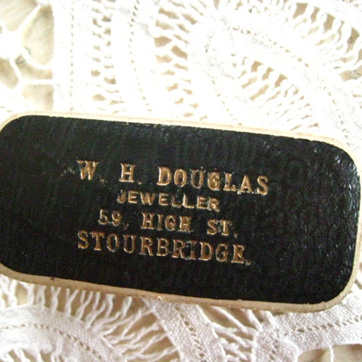 W. H. DOUGLAS
JEWELLER
59, HIGH ST.
STOURBRIDGE.